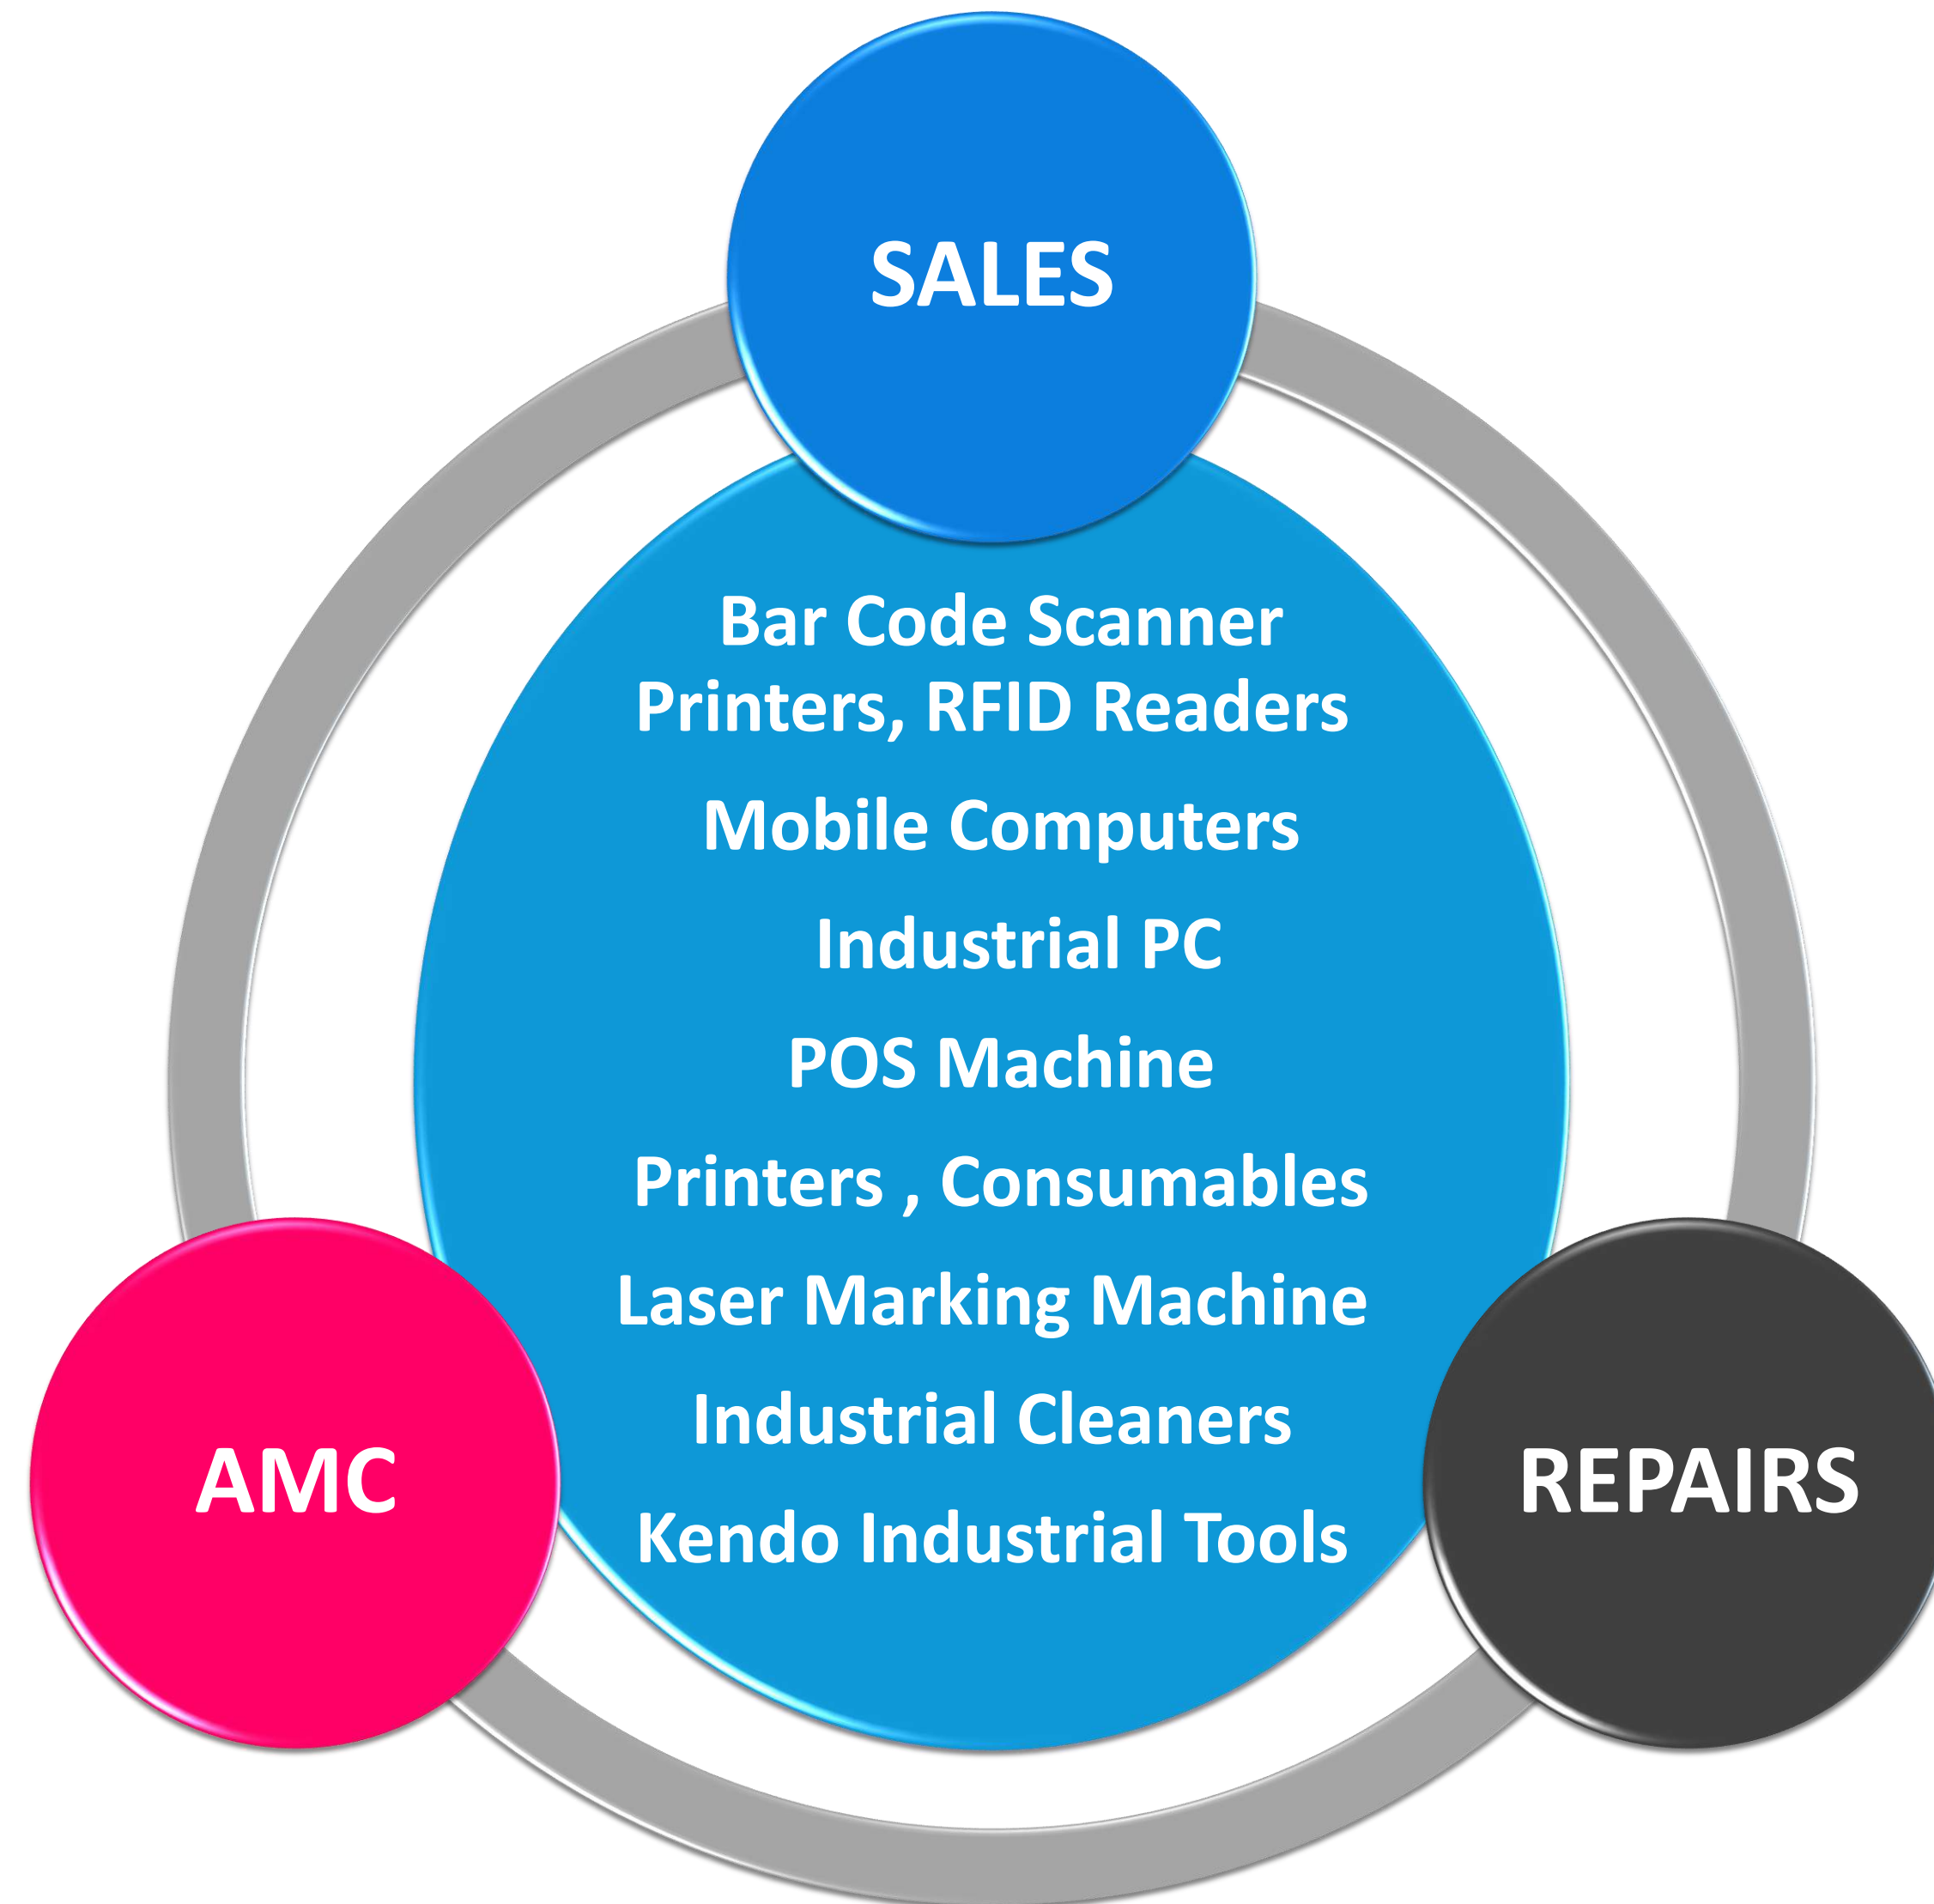 SALES
Bar Code Scanner
Printers, RFID Readers
Mobile Computers
Industrial PC
POS Machine
Printers , Consumables
Laser Marking Machine
Industrial Cleaners
Kendo Industrial Tools
AMC
REPAIRS